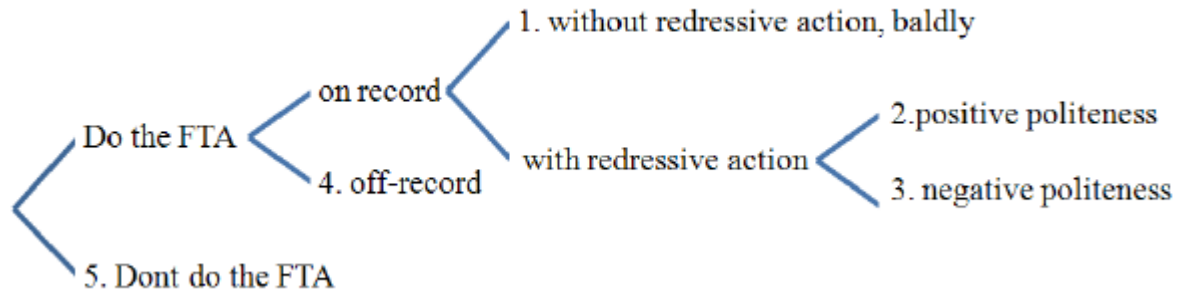 1. without redressive action, baldly
on record
2.positive politeness
Do the FTA
with redressive action
4. off-record
3. negative politeness
5. Dont do the FTA